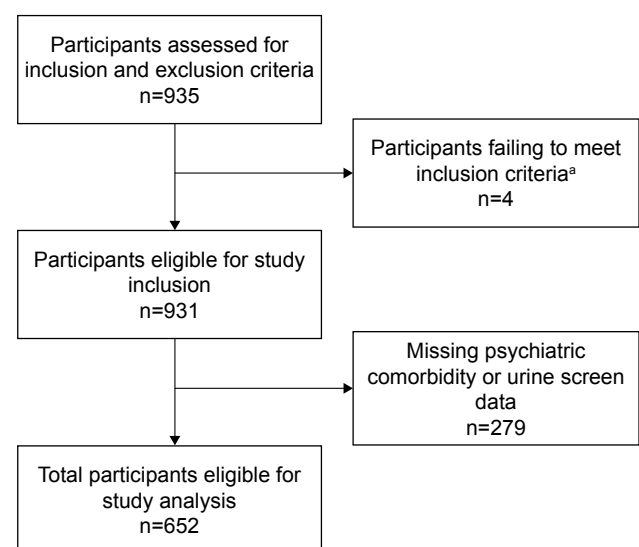 Participants assessed for
inclusion and exclusion criteria
n=935
Participants failing to meet
inclusion criteriaᵃ
n=4
Participants eligible for study
inclusion
n=931
Missing psychiatric
comorbidity or urine screen
data
n=279
Total participants eligible for
study analysis
n=652